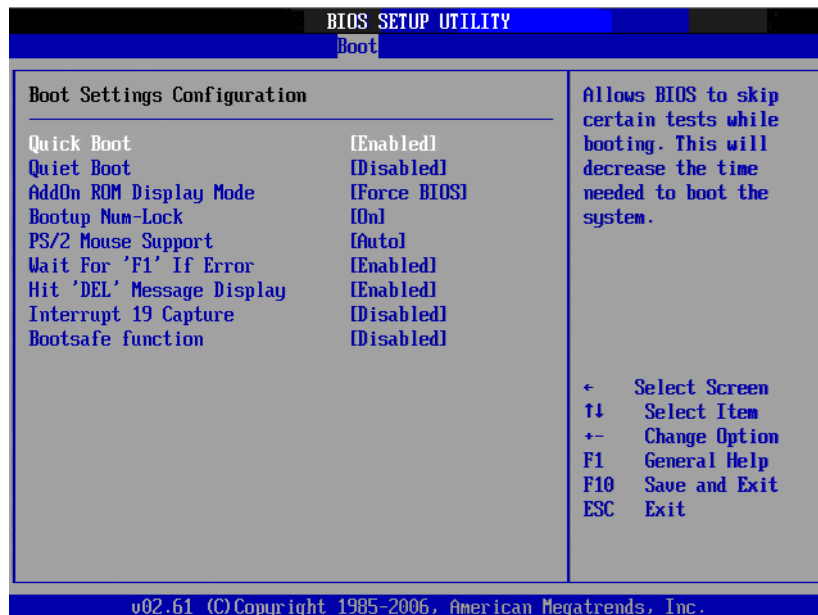 BIOS SETUP UTILITY
Boot
Boot Settings Configuration
Quick Boot [Enabled]
Quiet Boot [Disabled]
AddOn ROM Display Mode [Force BIOS]
Bootup Num-Lock [On]
PS/2 Mouse Support [Auto]
Wait For 'F1' If Error [Enabled]
Hit 'DEL' Message Display [Enabled]
Interrupt 19 Capture [Disabled]
Bootsafe function [Disabled]
Allows BIOS to skip
certain tests while
booting. This will
decrease the time
needed to boot the
system.
← Select Screen
↑↓ Select Item
+- Change Option
F1 General Help
F10 Save and Exit
ESC Exit
v02.61 (C)Copyright 1985-2006, American Megatrends, Inc.